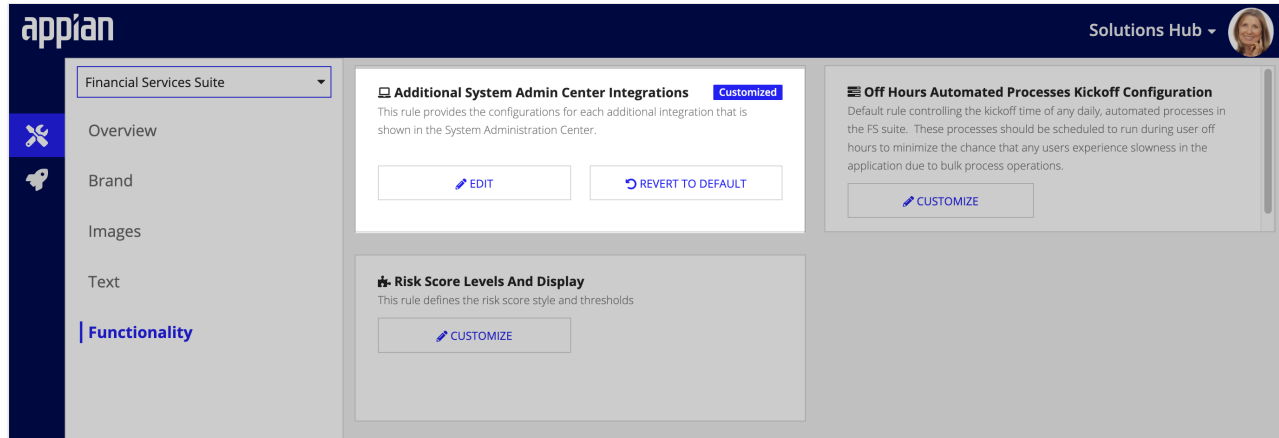 appian
Solutions Hub
Financial Services Suite
Overview
Brand
Images
Text
Functionality
Additional System Admin Center Integrations
Customized
This rule provides the configurations for each additional integration that is
shown in the System Administration Center.
EDIT
REVERT TO DEFAULT
Off Hours Automated Processes Kickoff Configuration
Default rule controlling the kickoff time of any daily, automated processes in
the FS suite. These processes should be scheduled to run during user off
hours to minimize the chance that any users experience slowness in the
application due to bulk process operations.
CUSTOMIZE
Risk Score Levels And Display
This rule defines the risk score style and thresholds
CUSTOMIZE